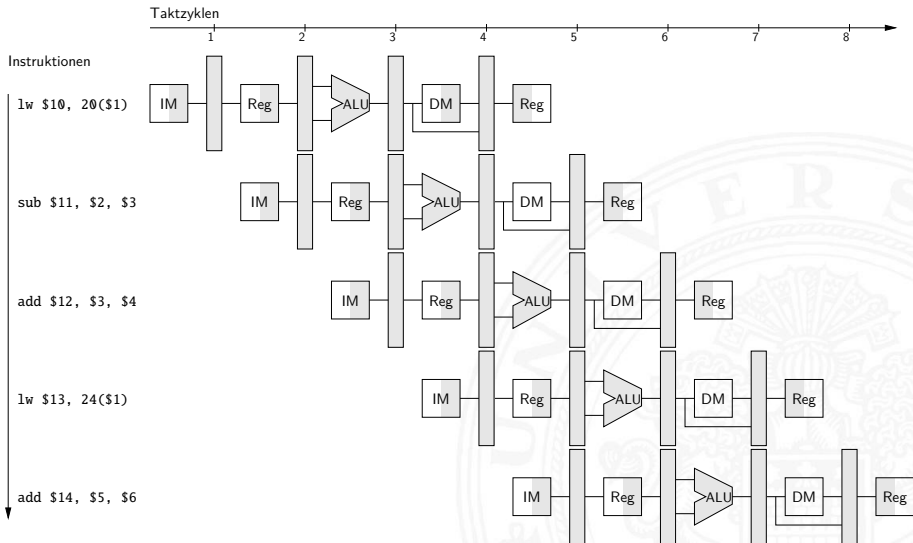 Taktzyklen
1 2 3 4 5 6 7 8
Instruktionen
lw $10, 20($1) IM Reg ALU DM Reg
sub $11, $2, $3 IM Reg ALU DM Reg
add $12, $3, $4 IM Reg ALU DM Reg
lw $13, 24($1) IM Reg ALU DM Reg
add $14, $5, $6 IM Reg ALU DM Reg
UNIVERS